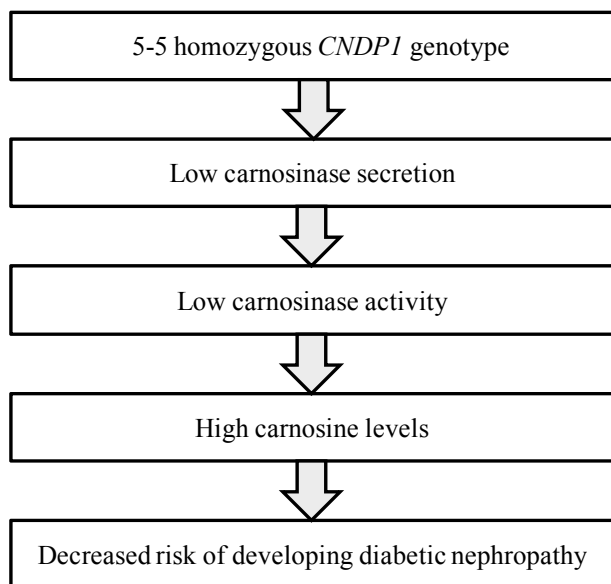 5-5 homozygous CNDP1 genotype
Low carnosinase secretion
Low carnosinase activity
High carnosine levels
Decreased risk of developing diabetic nephropathy